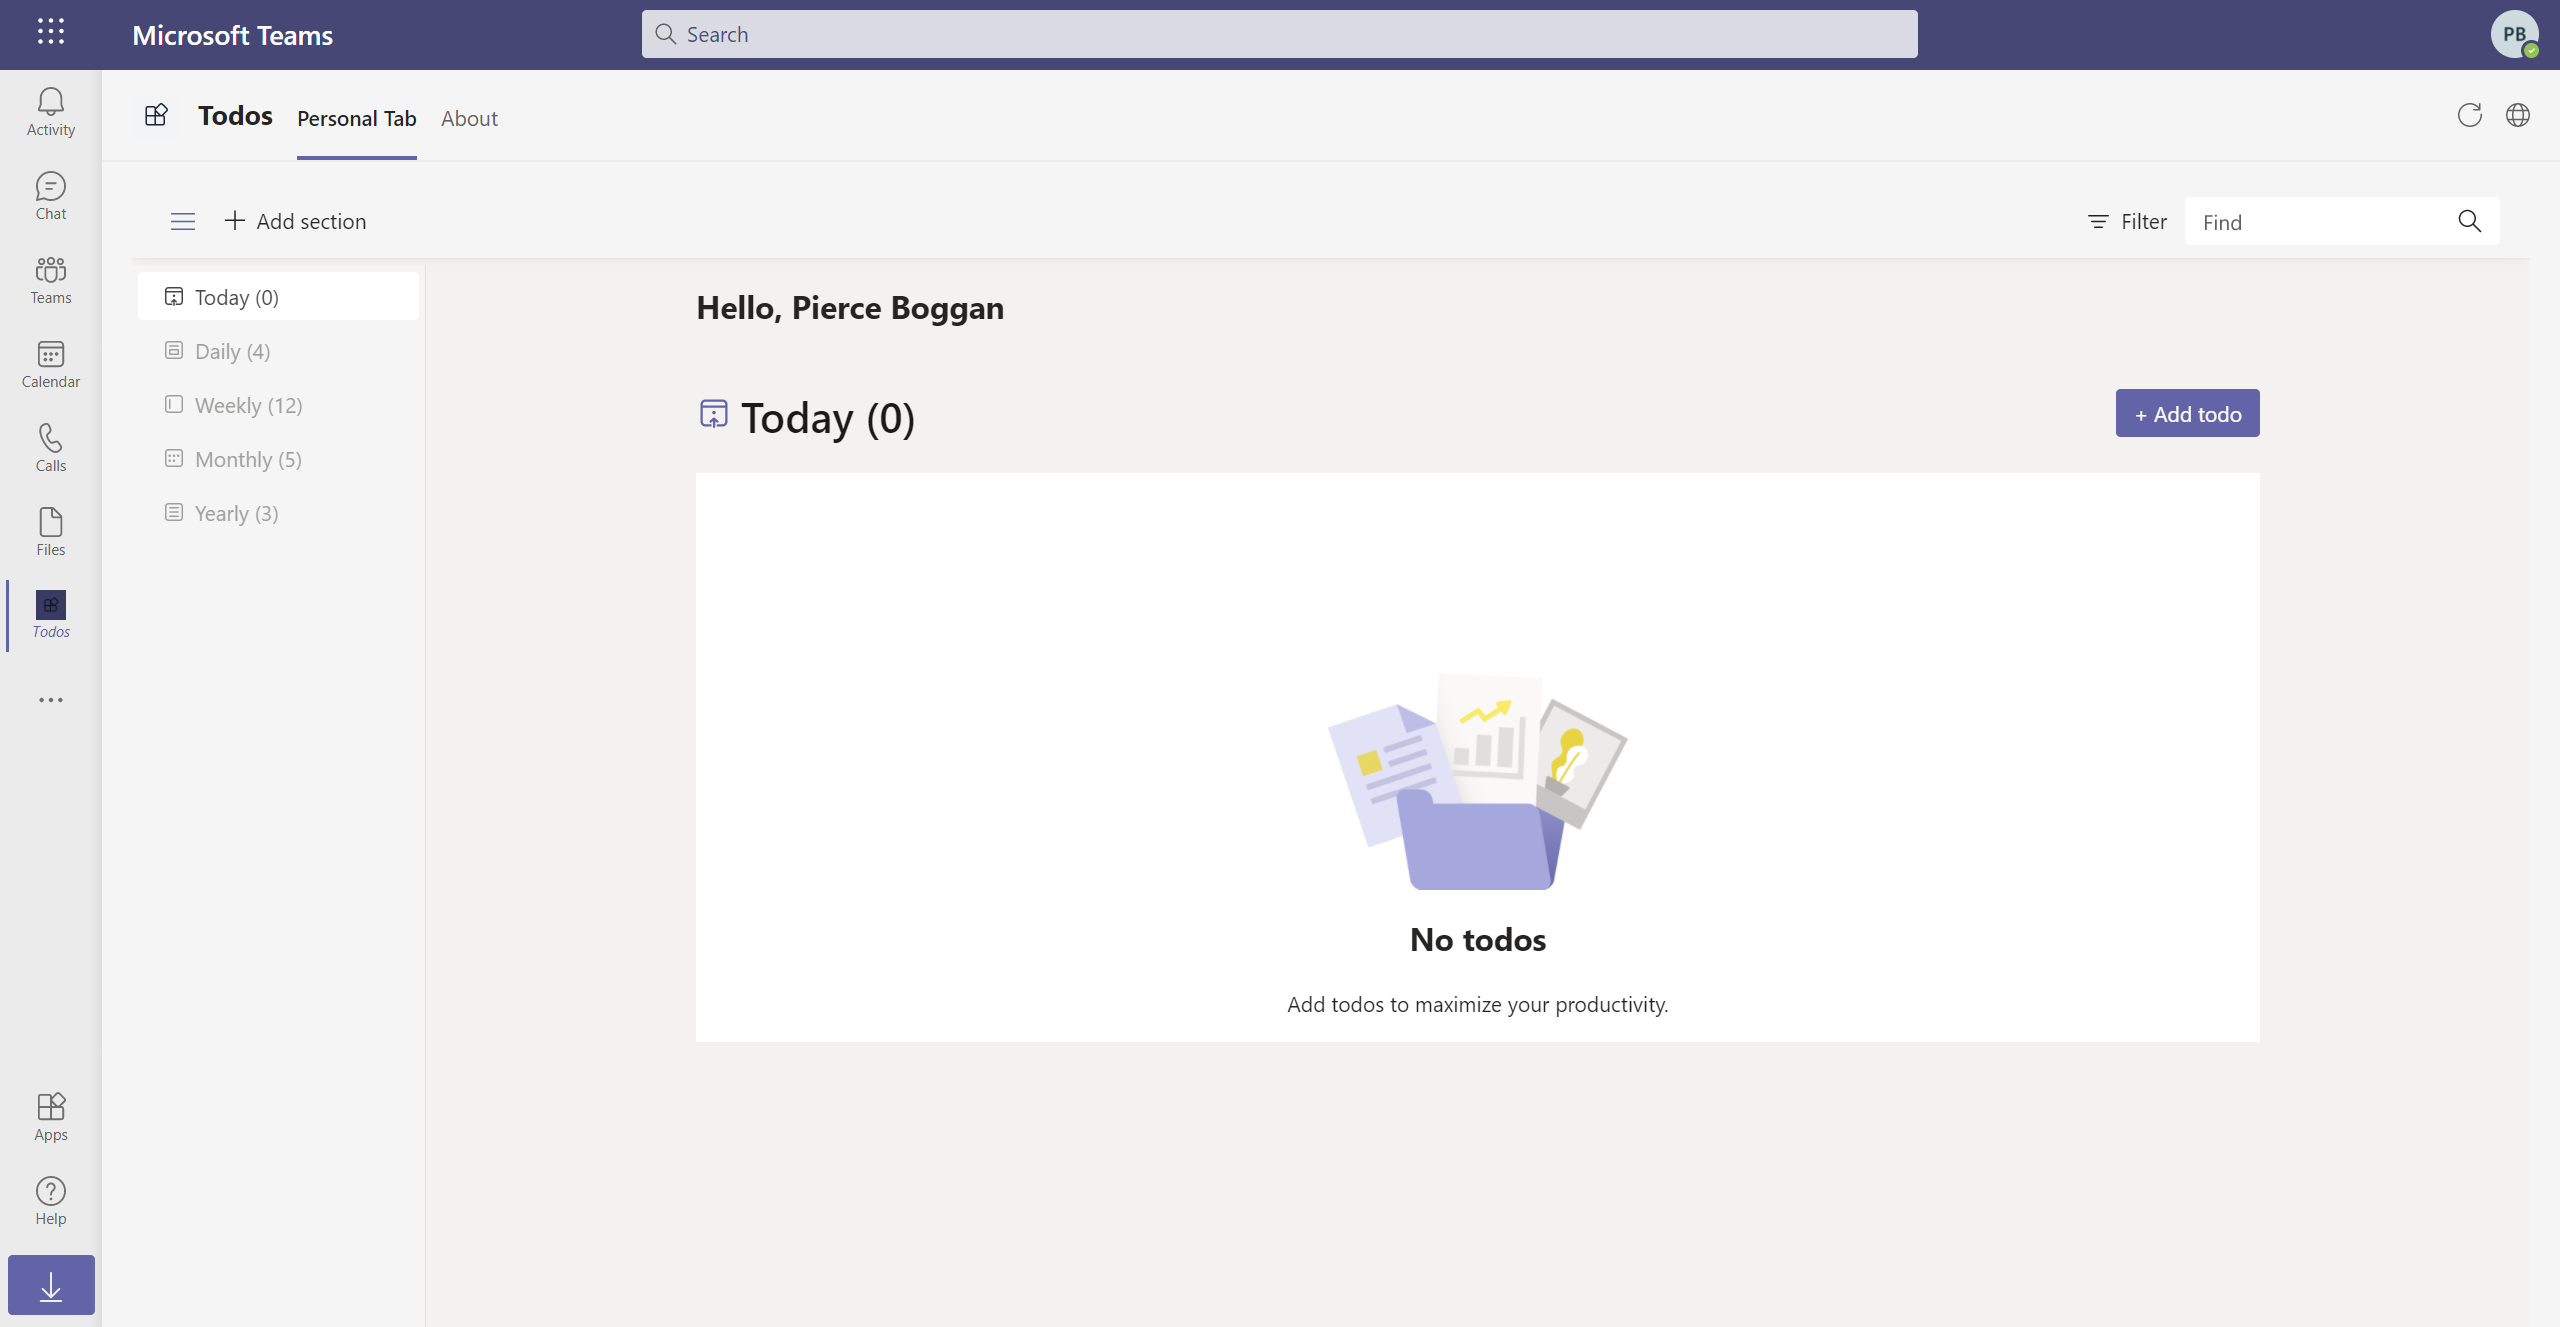 Microsoft Teams
Search
PB
Activity
Chat
Teams
Calendar
Calls
Files
Todos
Apps
Help
Todos
Personal Tab
About
Add section
Filter
Find
Today (0)
Daily (4)
Weekly (12)
Monthly (5)
Yearly (3)
Hello, Pierce Boggan
Today (0)
+ Add todo
No todos
Add todos to maximize your productivity.